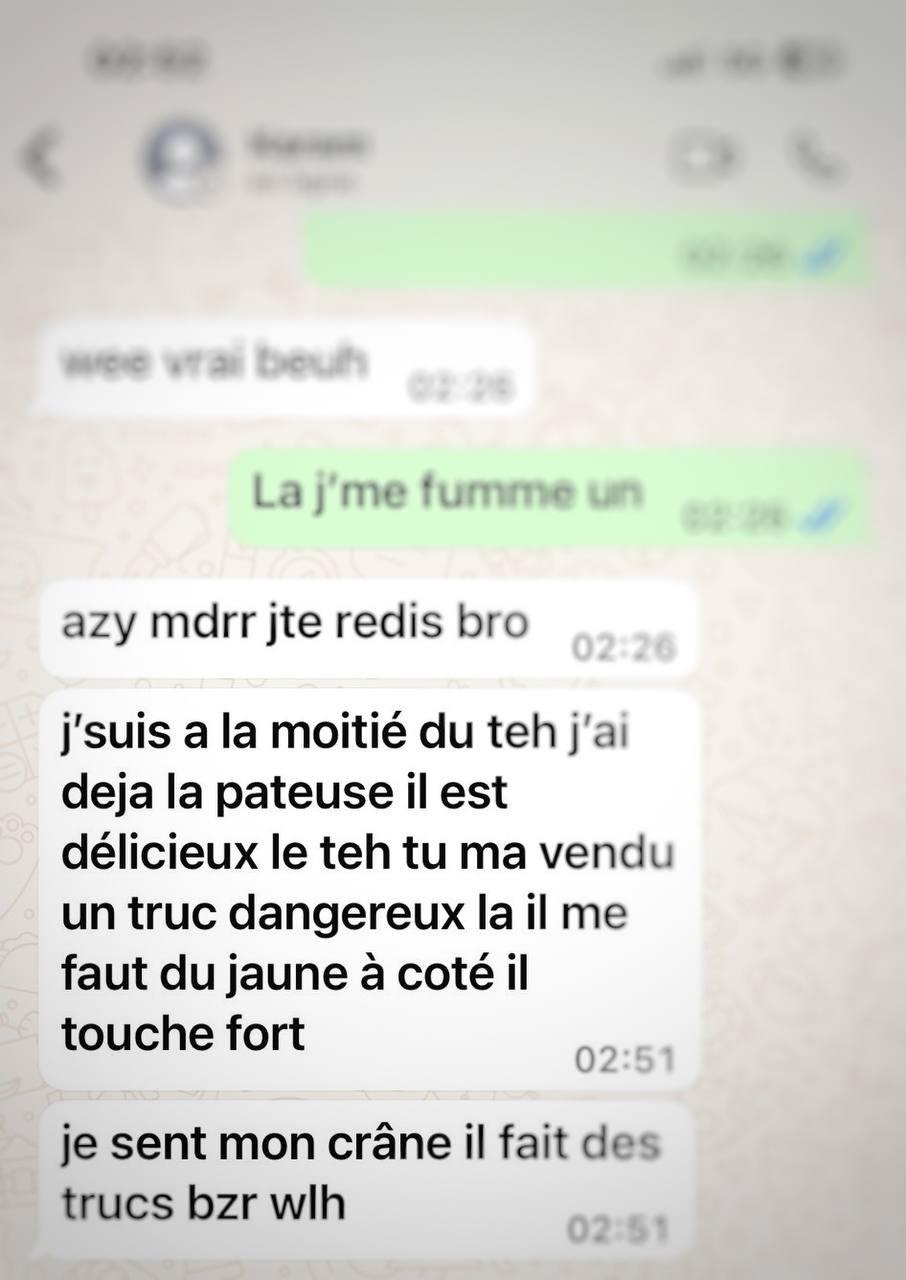 wee vrai beuh
02:26
La j'me fumme un
02:26
azy mdrr jte redis bro
02:26
j'suis a la moitié du teh j'ai
deja la pateuse il est
délicieux le teh tu ma vendu
un truc dangereux la il me
faut du jaune à coté il
touche fort
02:51
je sent mon crâne il fait des
trucs bzr wlh
02:51